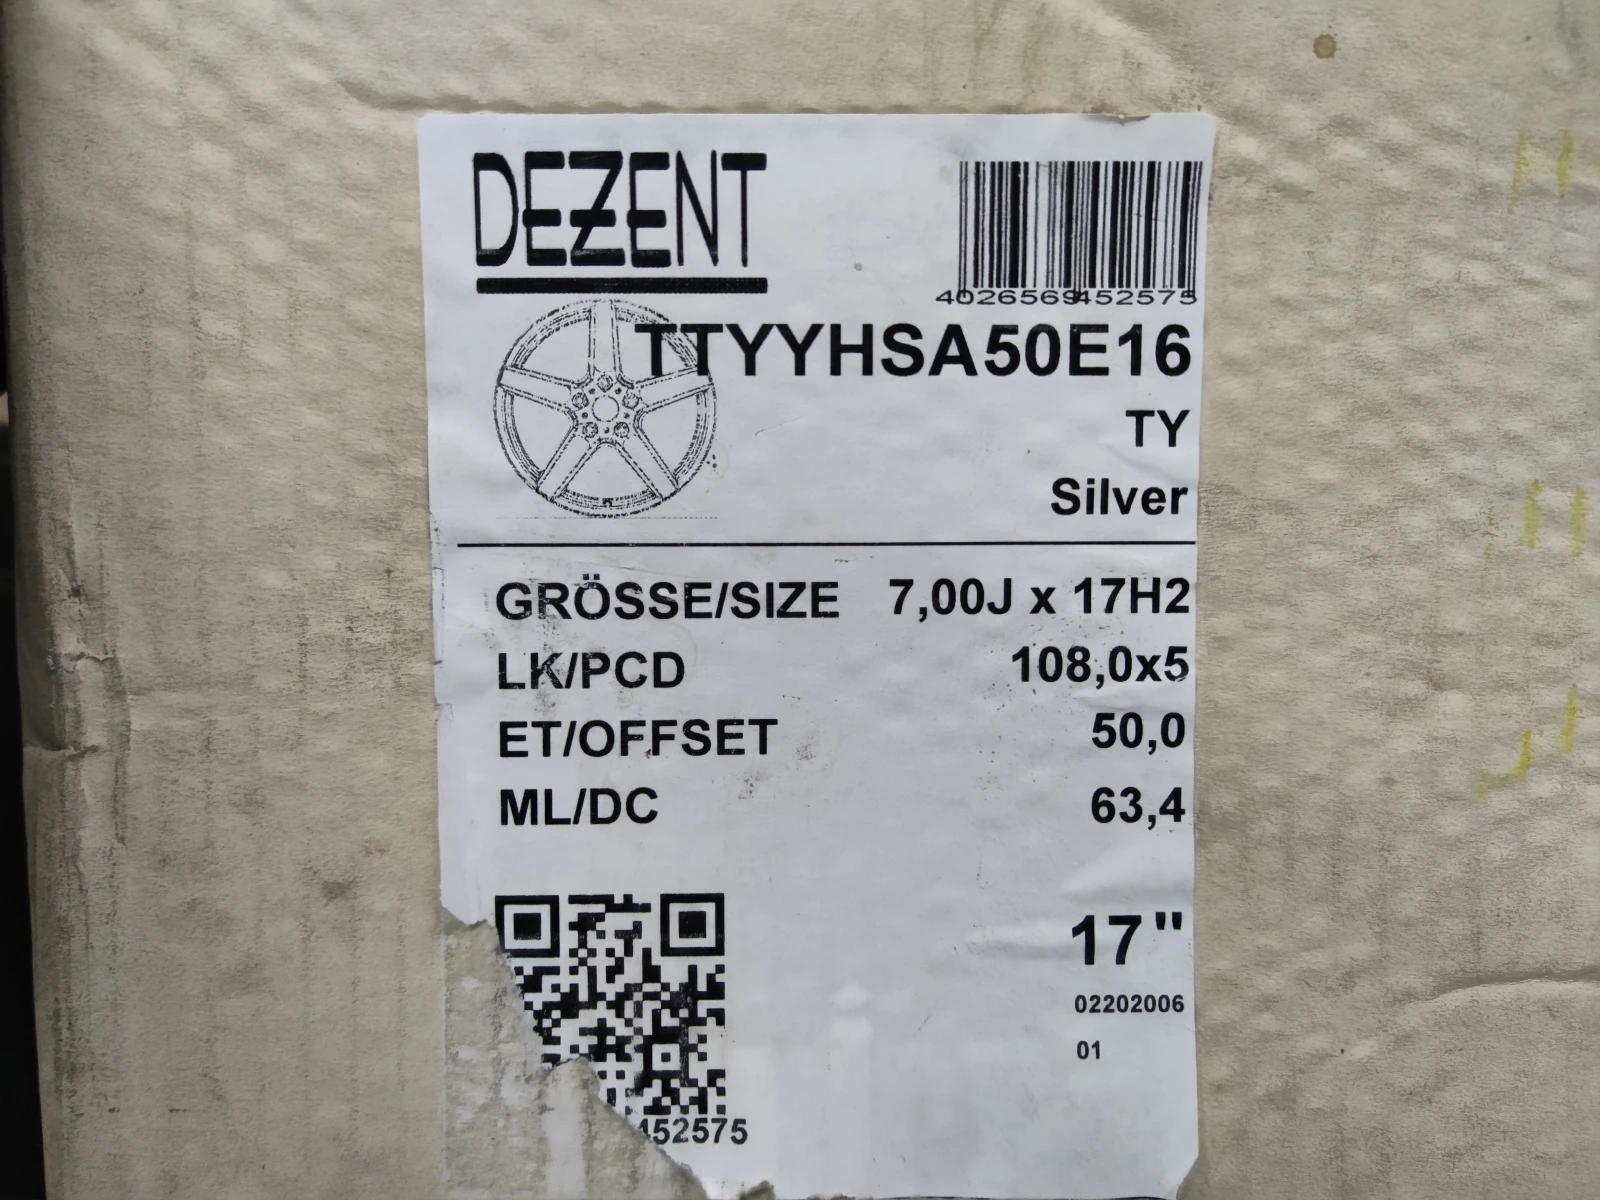 DEZENT
4026569452575
TTYYHSA50E16
TY
Silver
GRÖSSE/SIZE 7,00J x 17H2
LK/PCD 108,0x5
ET/OFFSET 50,0
ML/DC 63,4
17"
02202006
01
452575